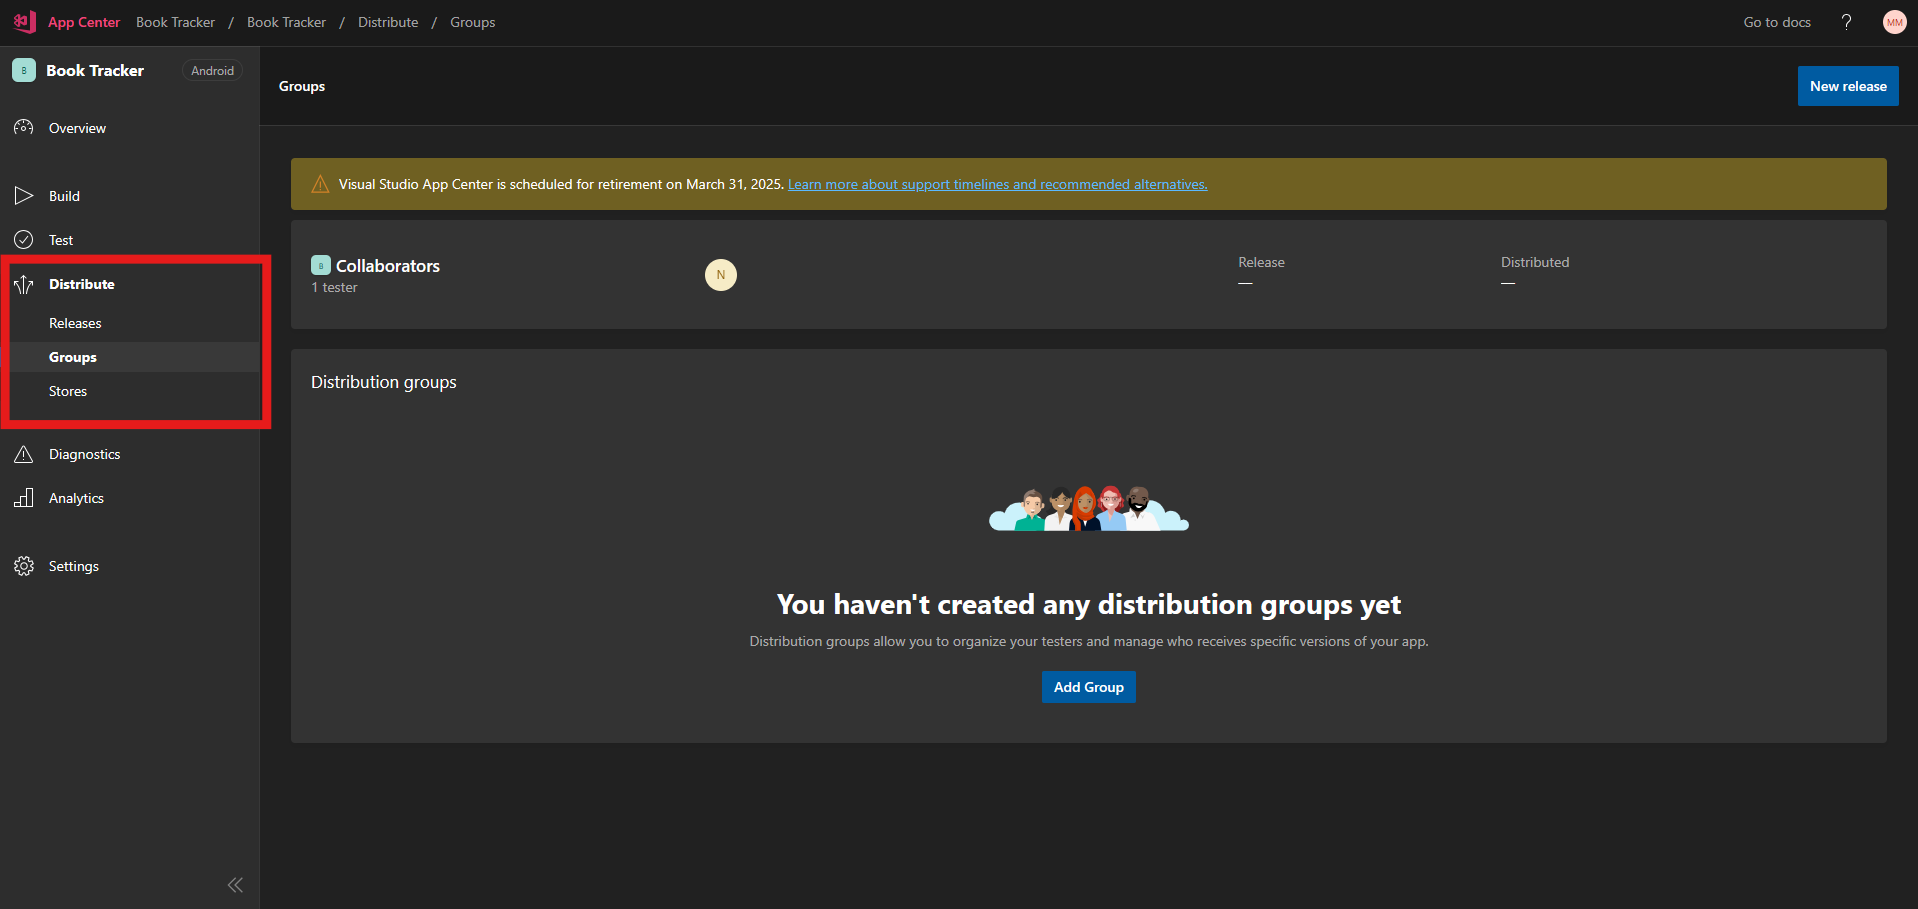 App Center Book Tracker / Book Tracker / Distribute / Groups
Go to docs ? MM
B Book Tracker Android
Overview
Build
Test
Distribute
Releases
Groups
Stores
Diagnostics
Analytics
Settings
Groups
New release
Visual Studio App Center is scheduled for retirement on March 31, 2025. Learn more about support timelines and recommended alternatives.
B Collaborators
1 tester
N
Release
—
Distributed
—
Distribution groups
You haven't created any distribution groups yet
Distribution groups allow you to organize your testers and manage who receives specific versions of your app.
Add Group